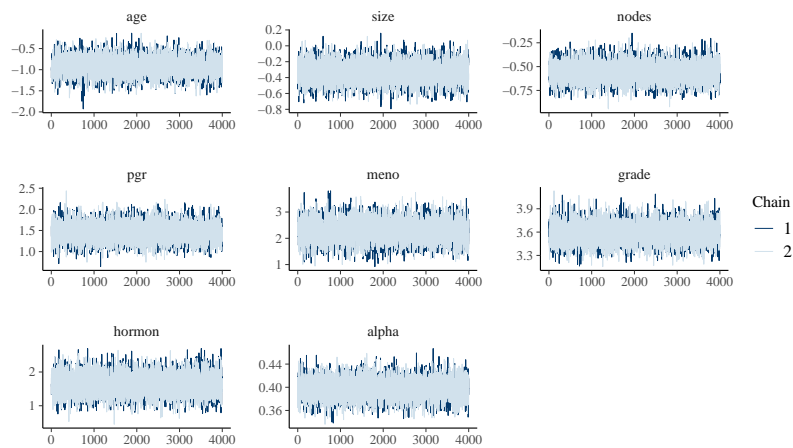 age
−0.5
−1.0
−1.5
−2.0
0 1000 2000 3000 4000
size
0.2
0.0
−0.2
−0.4
−0.6
−0.8
0 1000 2000 3000 4000
nodes
−0.25
−0.50
−0.75
0 1000 2000 3000 4000
pgr
2.5
2.0
1.5
1.0
0 1000 2000 3000 4000
meno
3
2
1
0 1000 2000 3000 4000
grade
3.9
3.6
3.3
0 1000 2000 3000 4000
Chain
1
2
hormon
2
1
0 1000 2000 3000 4000
alpha
0.44
0.40
0.36
0 1000 2000 3000 4000